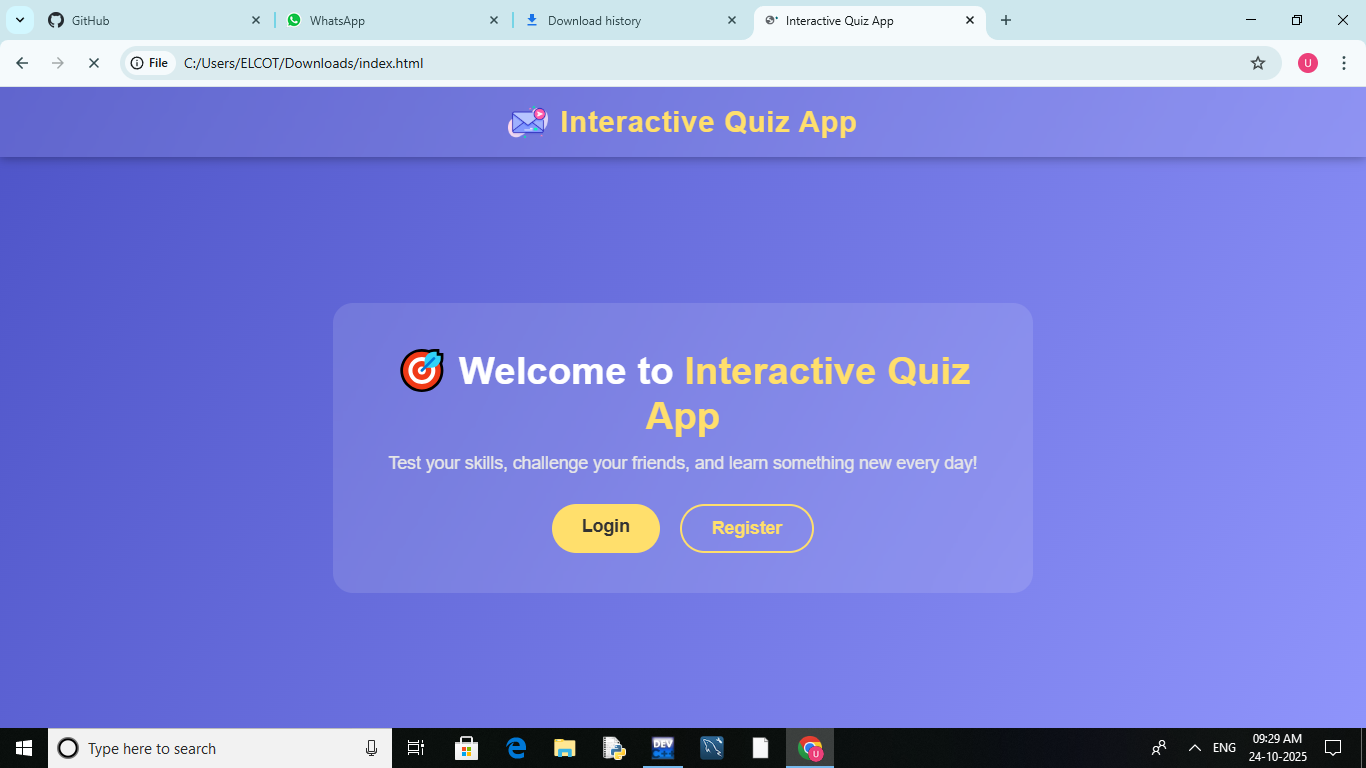 GitHub
WhatsApp
Download history
Interactive Quiz App
File C:/Users/ELCOT/Downloads/index.html
U
Interactive Quiz App
Welcome to Interactive Quiz
App
Test your skills, challenge your friends, and learn something new every day!
Login
Register
Type here to search
DEV
U
ENG
09:29 AM
24-10-2025